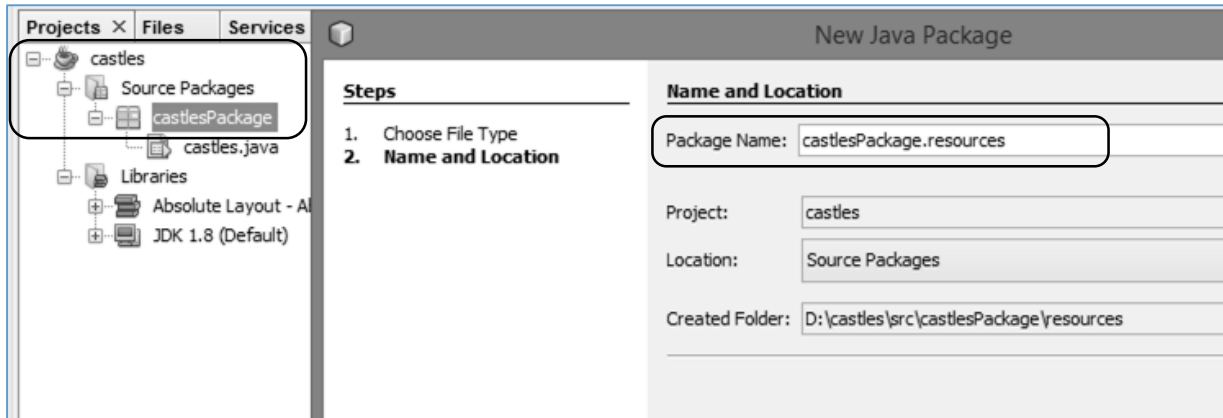 Projects × Files Services
castles
Source Packages
castlesPackage
castles.java
Libraries
Absolute Layout - Al
JDK 1.8 (Default)
New Java Package
Steps
1. Choose File Type
2. Name and Location
Name and Location
Package Name: castlesPackage.resources
Project: castles
Location: Source Packages
Created Folder: D:\castles\src\castlesPackage\resources